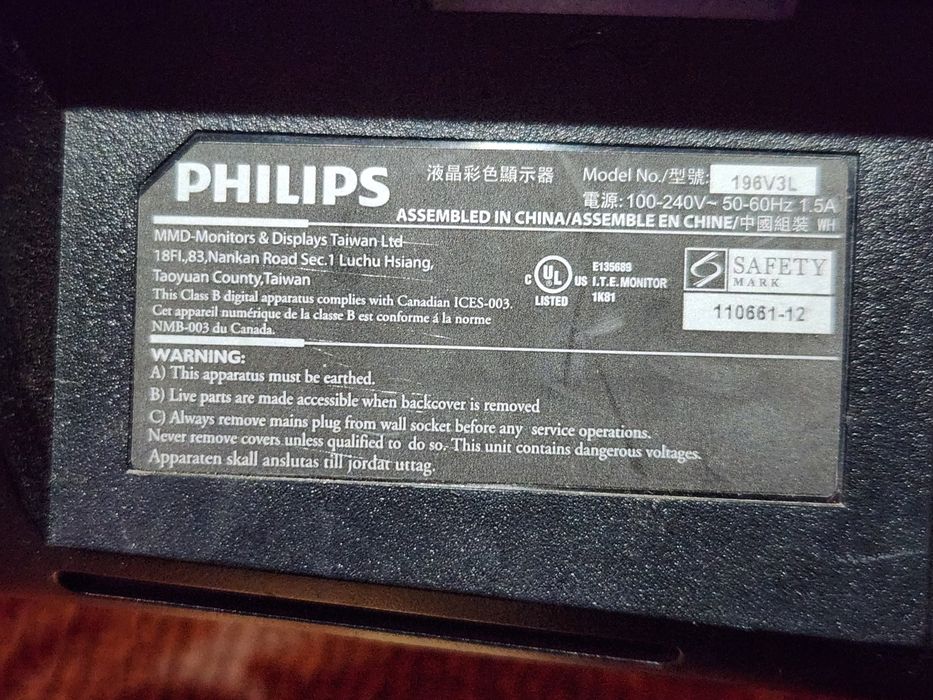 PHILIPS
液晶彩色顯示器
Model No./型號: 196V3L
電源: 100-240V~ 50-60Hz 1.5A
ASSEMBLED IN CHINA/ASSEMBLE EN CHINE/中國組裝 WH
MMD-Monitors & Displays Taiwan Ltd
18Fl.,83,Nankan Road Sec.1 Luchu Hsiang,
Taoyuan County,Taiwan
This Class B digital apparatus complies with Canadian ICES-003.
Cet appareil numérique de la classe B est conforme á la norme
NMB-003 du Canada.
C UL US
LISTED
E135689
I.T.E. MONITOR
1K81
S SAFETY
MARK
110661-12
WARNING:
A) This apparatus must be earthed.
B) Live parts are made accessible when backcover is removed
C) Always remove mains plug from wall socket before any service operations.
Never remove covers unless qualified to do so. This unit contains dangerous voltages.
Apparaten skall anslutas till jordat uttag.